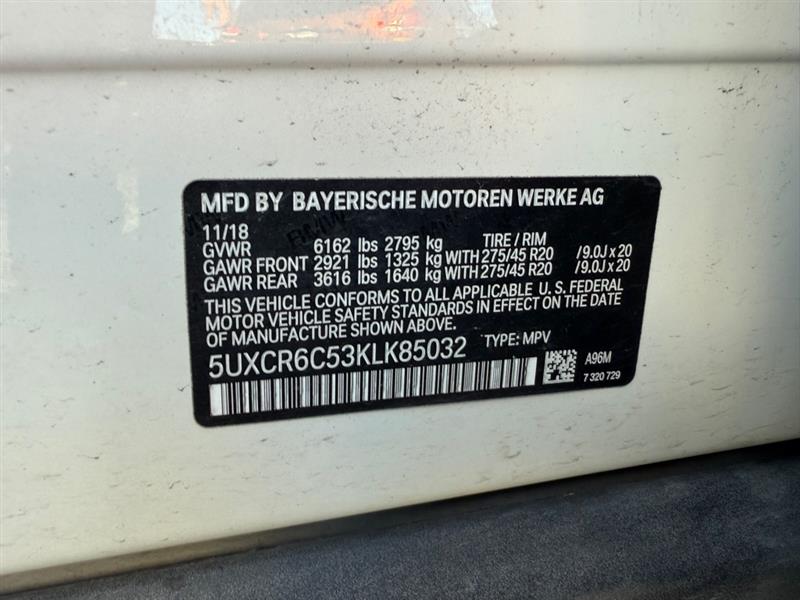 MFD BY BAYERISCHE MOTOREN WERKE AG
11/18 TIRE / RIM
GVWR 6162 lbs 2795 kg
GAWR FRONT 2921 lbs 1325 kg WITH 275/45 R20 /9.0J x 20
GAWR REAR 3616 lbs 1640 kg WITH 275/45 R20 /9.0J x 20
THIS VEHICLE CONFORMS TO ALL APPLICABLE U. S. FEDERAL
MOTOR VEHICLE SAFETY STANDARDS IN EFFECT ON THE DATE
OF MANUFACTURE SHOWN ABOVE.
5UXCR6C53KLK85032 TYPE: MPV
A96M
7 320 729